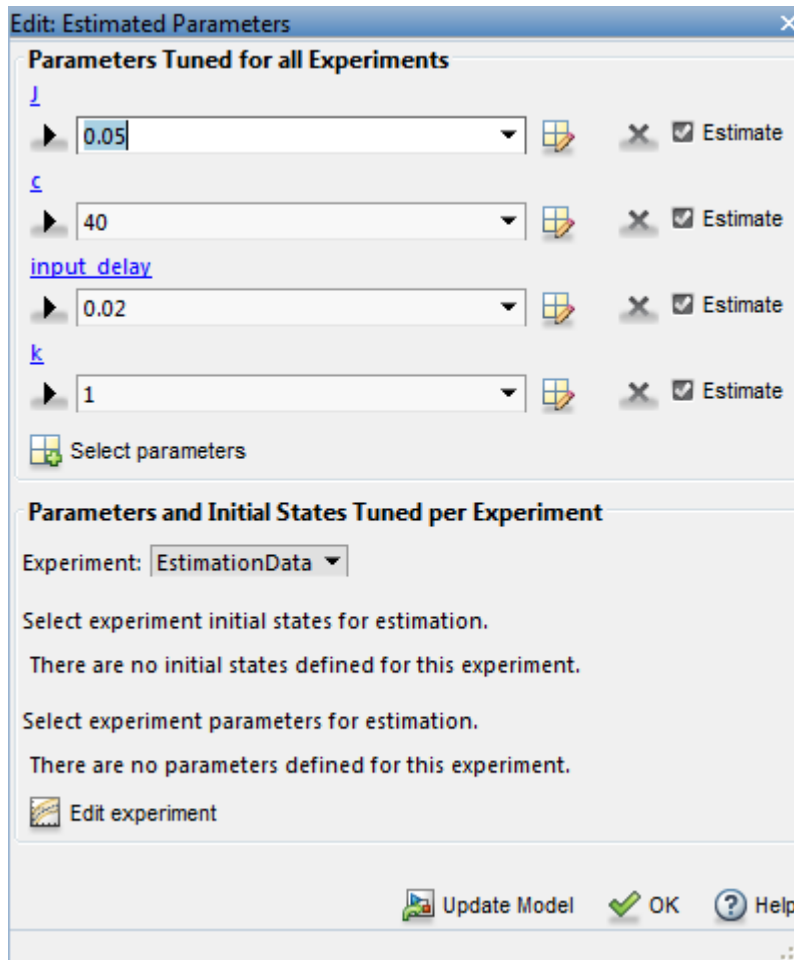 Edit: Estimated Parameters
Parameters Tuned for all Experiments
J
0.05 Estimate
c
40 Estimate
input_delay
0.02 Estimate
k
1 Estimate
Select parameters
Parameters and Initial States Tuned per Experiment
Experiment: EstimationData
Select experiment initial states for estimation.
There are no initial states defined for this experiment.
Select experiment parameters for estimation.
There are no parameters defined for this experiment.
Edit experiment
Update Model OK Help